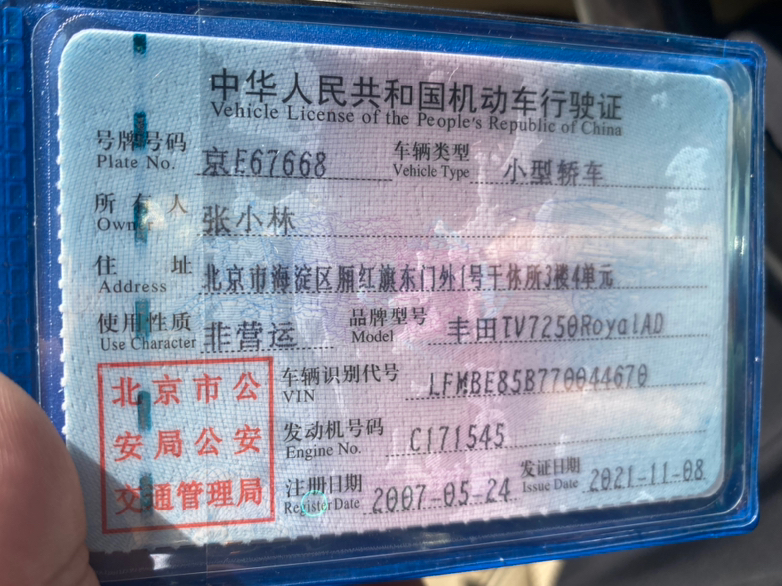 中华人民共和国机动车行驶证
Vehicle License of the People's Republic of China
号牌号码 京E67668 车辆类型 小型轿车
Plate No. Vehicle Type
所有人 张小林
Owner
住址 北京市海淀区厢红旗东门外1号干休所3楼4单元
Address
使用性质 非营运 品牌型号 丰田TV7250RoyalAD
Use Character Model
北京市公安局公安交通管理局
车辆识别代号 LFMBE85B770044670
VIN
发动机号码 C171545
Engine No.
注册日期 2007-05-24 发证日期 2021-11-08
Register Date Issue Date